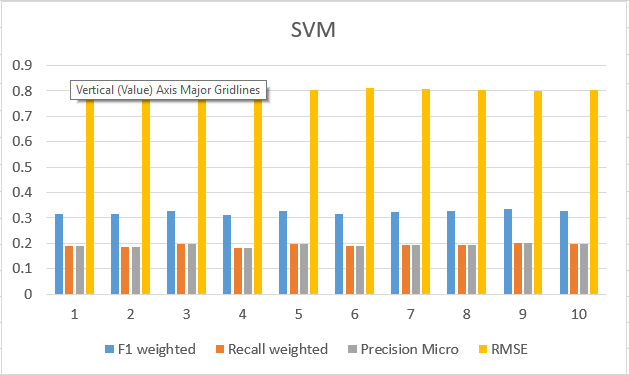 SVM
0.9
Vertical (Value) Axis Major Gridlines
0.8
0.7
0.6
0.5
0.4
0.3
0.2
0.1
0
1 2 3 4 5 6 7 8 9 10
F1 weighted Recall weighted Precision Micro RMSE